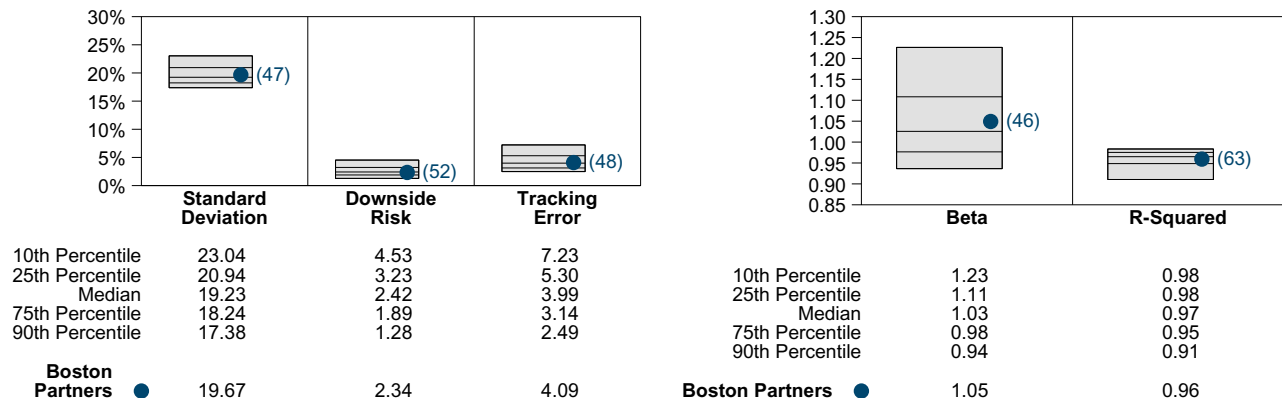 30%
25%
20%
15%
10%
5%
0%
(47)
(52)
(48)
Standard Deviation
Downside Risk
Tracking Error
10th Percentile 23.04 4.53 7.23
25th Percentile 20.94 3.23 5.30
Median 19.23 2.42 3.99
75th Percentile 18.24 1.89 3.14
90th Percentile 17.38 1.28 2.49
Boston
Partners 19.67 2.34 4.09
1.30
1.25
1.20
1.15
1.10
1.05
1.00
0.95
0.90
0.85
(46)
(63)
Beta R-Squared
10th Percentile 1.23 0.98
25th Percentile 1.11 0.98
Median 1.03 0.97
75th Percentile 0.98 0.95
90th Percentile 0.94 0.91
Boston Partners 1.05 0.96